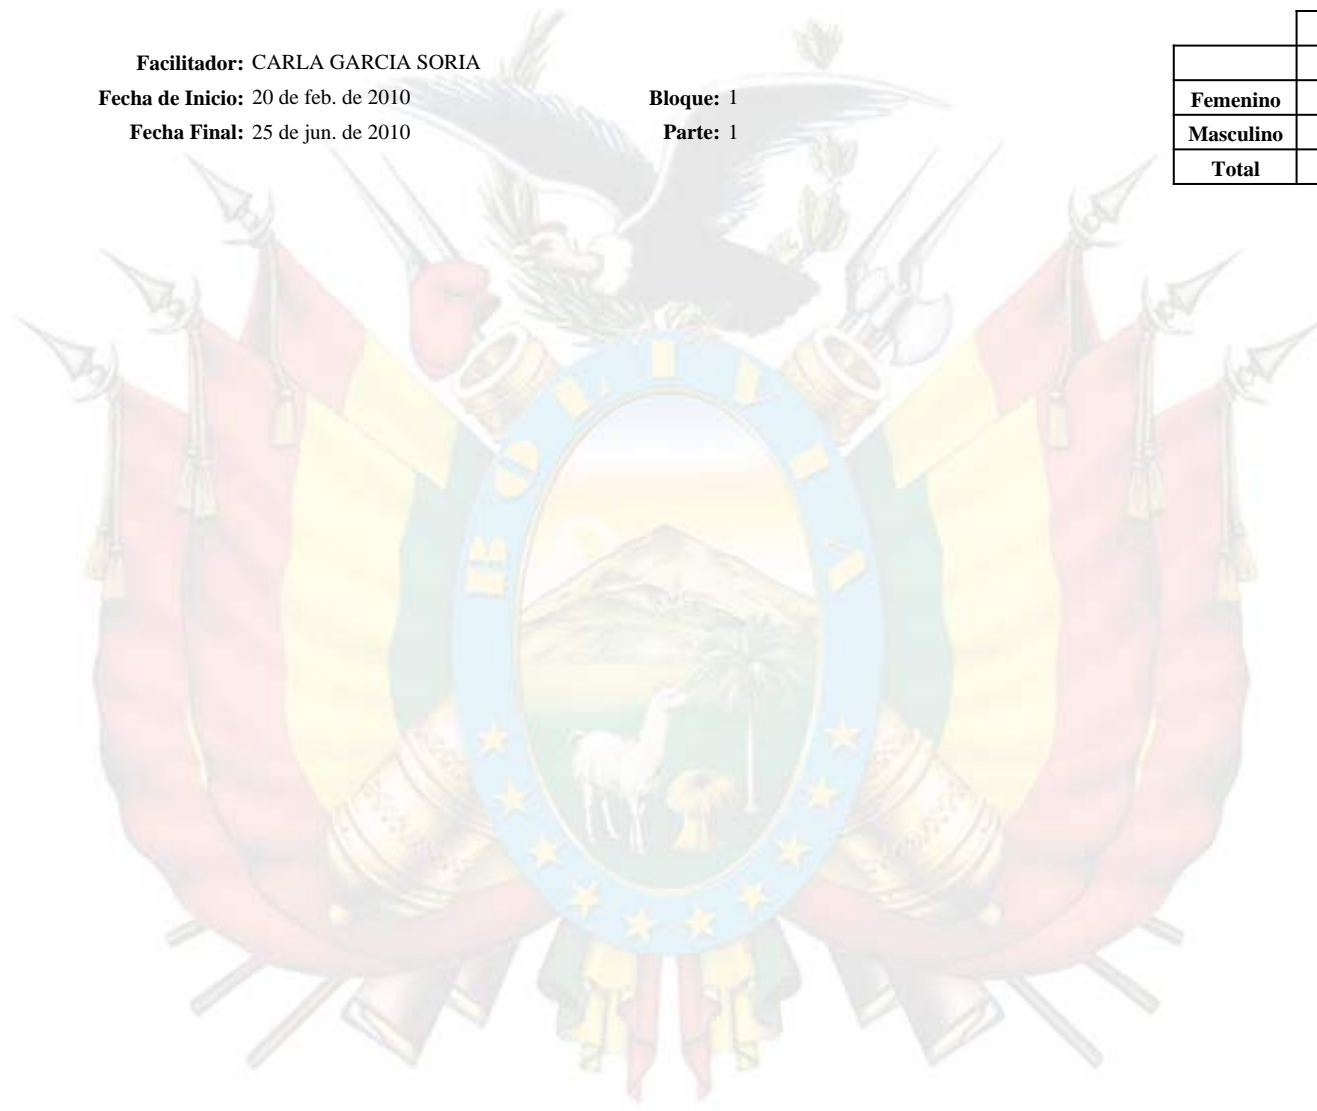 Facilitador: CARLA GARCIA SORIA
Fecha de Inicio: 20 de feb. de 2010 Bloque: 1
Fecha Final: 25 de jun. de 2010 Parte: 1
Femenino
Masculino
Total
BOLIVIA